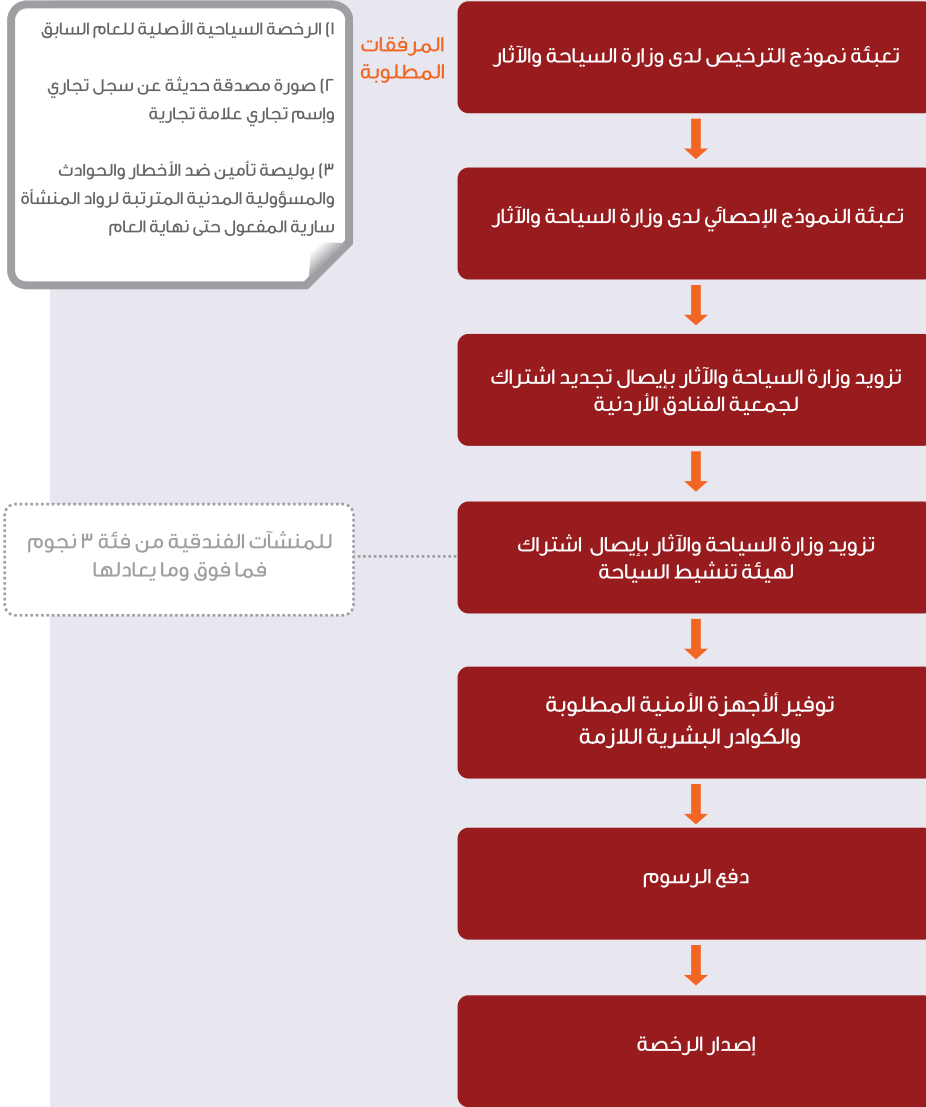 تعبئة نموذج الترخيص لدى وزارة السياحة والآثار
المرفقات
المطلوبة
١) الرخصة السياحية الأصلية للعام السابق
٢) صورة مصدقة حديثة عن سجل تجاري
وإسم تجاري علامة تجارية
٣) بوليصة تأمين ضد الأخطار والحوادث
والمسؤولية المدنية المترتبة لرواد المنشأة
سارية المفعول حتى نهاية العام
تعبئة النموذج الإحصائي لدى وزارة السياحة والآثار
تزويد وزارة السياحة والآثار بإيصال تجديد اشتراك
لجمعية الفنادق الأردنية
تزويد وزارة السياحة والآثار بإيصال اشتراك
لهيئة تنشيط السياحة
للمنشآت الفندقية من فئة ٣ نجوم
فما فوق وما يعادلها
توفير ألأجهزة الأمنية المطلوبة
والكوادر البشرية اللازمة
دفع الرسوم
إصدار الرخصة